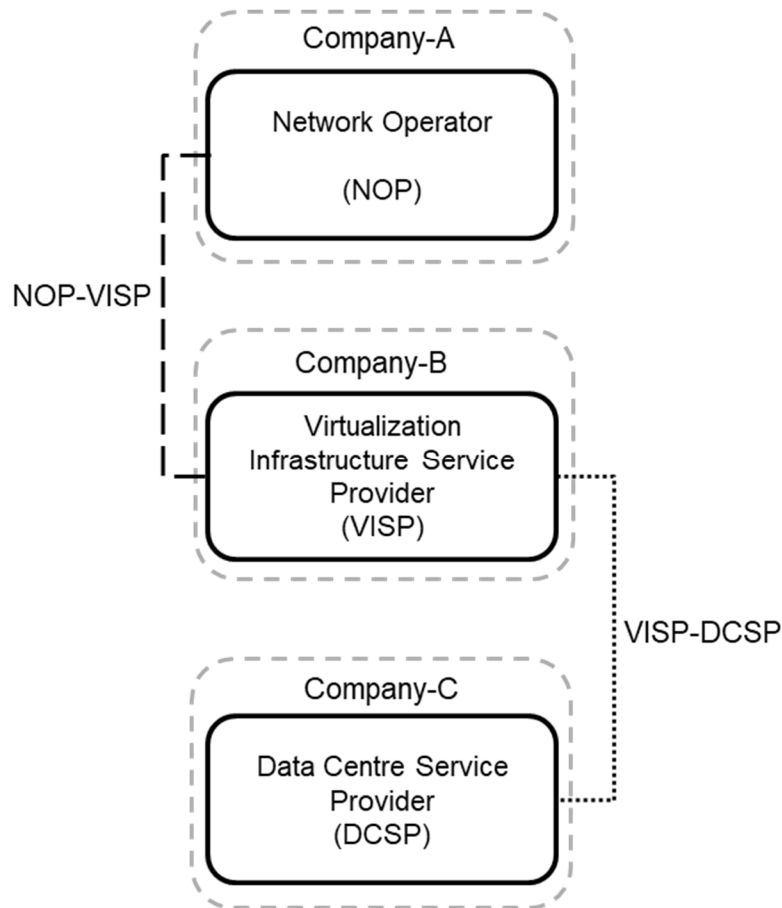 Company-A
Network Operator
(NOP)
NOP-VISP
Company-B
Virtualization
Infrastructure Service
Provider
(VISP)
VISP-DCSP
Company-C
Data Centre Service
Provider
(DCSP)